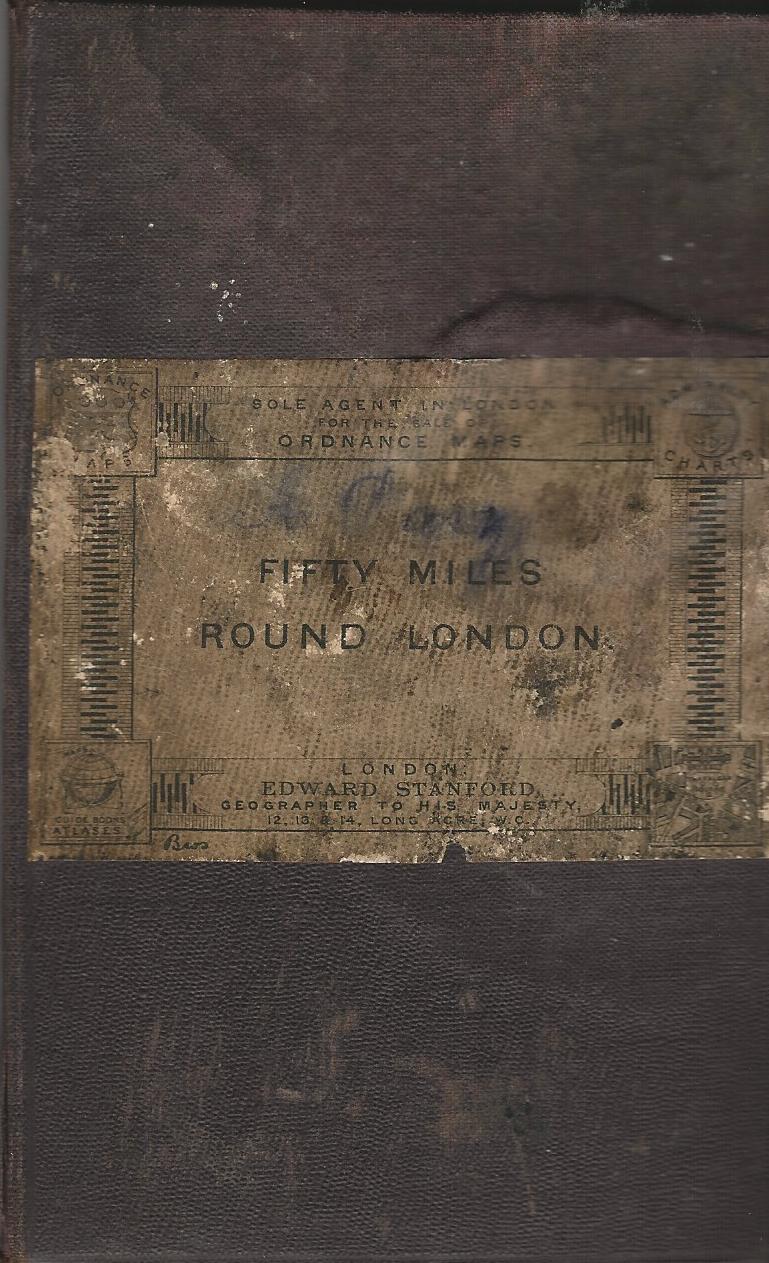 ORDNANCE
MAPS
SOLE AGENT IN LONDON
FOR THE SALE OF
ORDNANCE MAPS
CHARTS
FIFTY MILES
ROUND LONDON.
LONDON:
EDWARD STANFORD,
GEOGRAPHER TO HIS MAJESTY,
12, 13 & 14, LONG ACRE, W.C.
GUIDE BOOKS
ATLASES
Bros